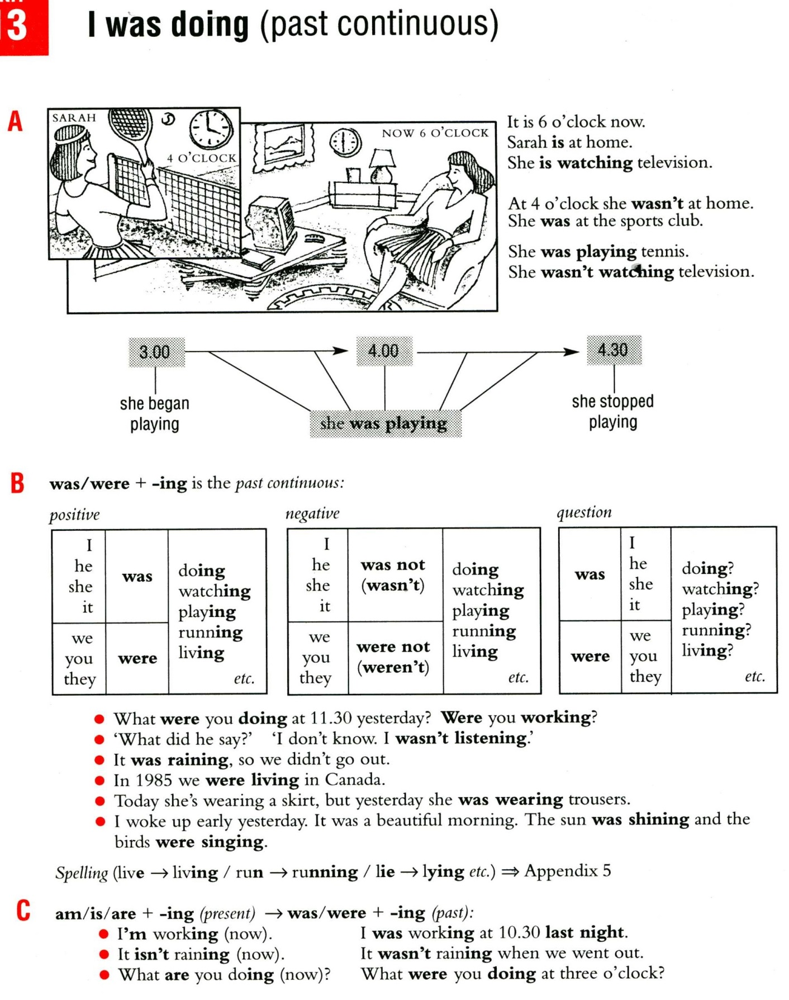 13
I was doing (past continuous)
A
SARAH
4 O'CLOCK
NOW 6 O'CLOCK
It is 6 o'clock now.
Sarah is at home.
She is watching television.
At 4 o'clock she wasn't at home.
She was at the sports club.
She was playing tennis.
She wasn't watching television.
3.00
4.00
4.30
she began
playing
she was playing
she stopped
playing
B
was/were + -ing is the past continuous:
positive
I
he
she
it
was
we
you
they
were
doing
watching
playing
running
living
etc.
negative
I
he
she
it
was not
(wasn't)
we
you
they
were not
(weren't)
doing
watching
playing
running
living
etc.
question
was
I
he
she
it
were
we
you
they
doing?
watching?
playing?
running?
living?
etc.
● What were you doing at 11.30 yesterday? Were you working?
● 'What did he say?' 'I don't know. I wasn't listening.'
● It was raining, so we didn't go out.
● In 1985 we were living in Canada.
● Today she's wearing a skirt, but yesterday she was wearing trousers.
● I woke up early yesterday. It was a beautiful morning. The sun was shining and the
birds were singing.
Spelling (live → living / run → running / lie → lying etc.) ⇒ Appendix 5
C
am/is/are + -ing (present) → was/were + -ing (past):
● I'm working (now). I was working at 10.30 last night.
● It isn't raining (now). It wasn't raining when we went out.
● What are you doing (now)? What were you doing at three o'clock?